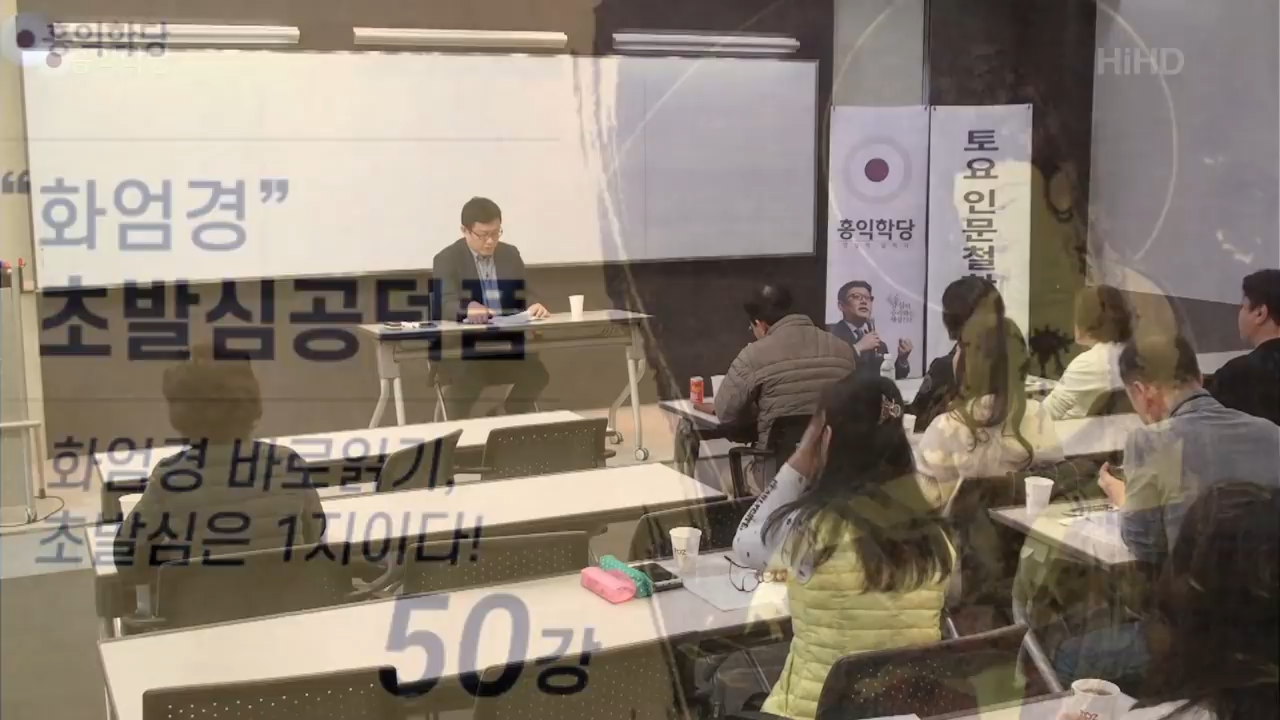 홍익학당
HiHD
“화엄경”
초발심공덕품
화엄경 바로읽기,
초발심은 1지이다!
50강
홍익학당
토요 인문철